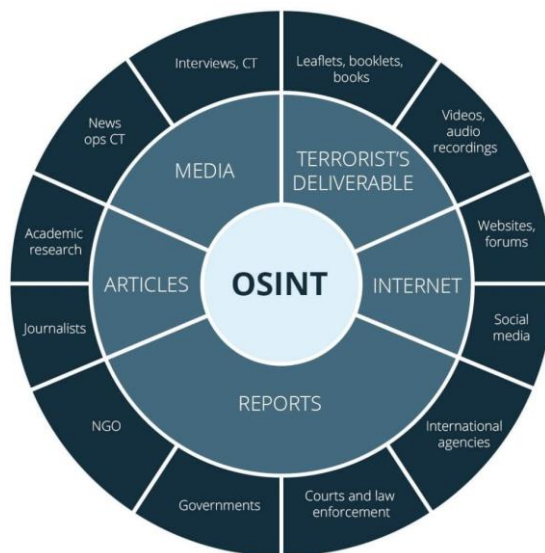 Interviews, CT
Leaflets, booklets,
books
News
ops CT
Videos,
audio
recordings
MEDIA
TERRORIST'S
DELIVERABLE
Academic
research
Websites,
forums
ARTICLES
OSINT
INTERNET
Journalists
Social
media
REPORTS
NGO
International
agencies
Governments
Courts and law
enforcement